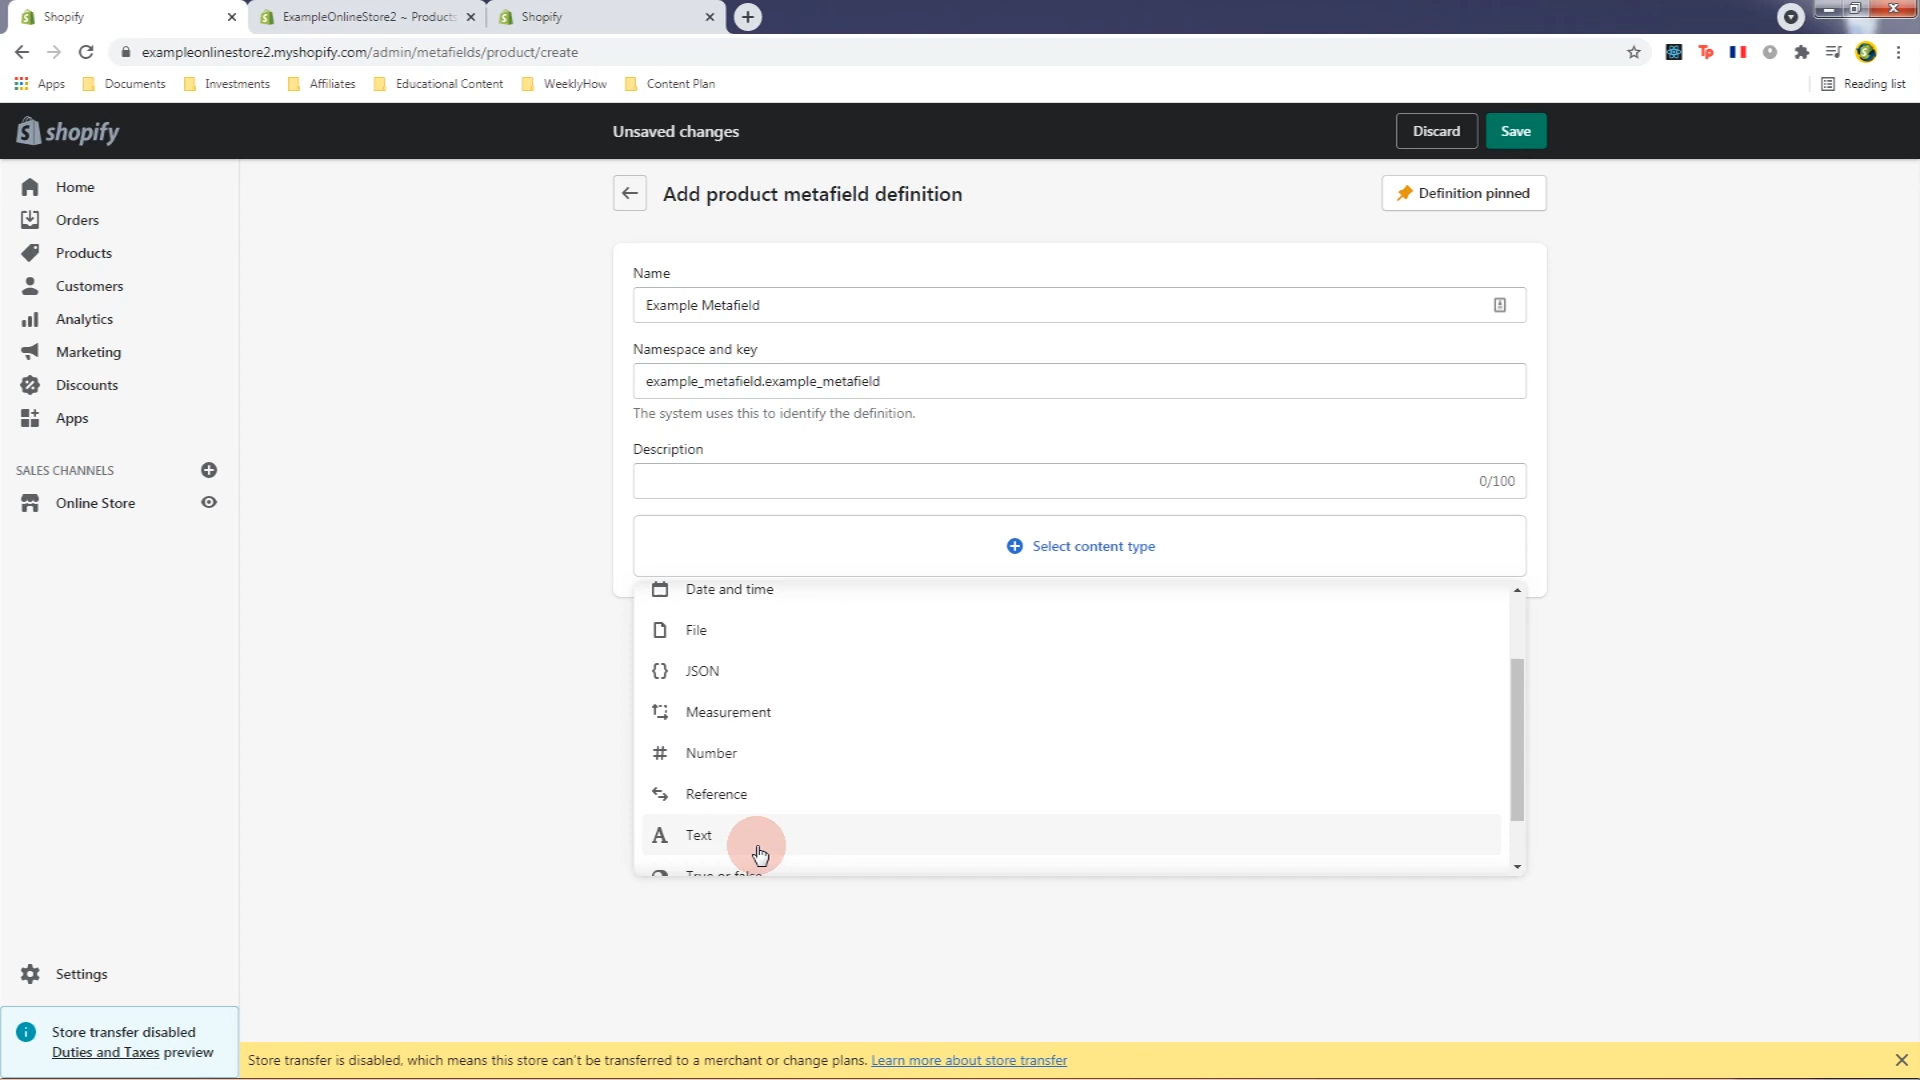 Shopify
ExampleOnlineStore2 ~ Products
Shopify
exampleonlinestore2.myshopify.com/admin/metafields/product/create
Apps
Documents
Investments
Affiliates
Educational Content
WeeklyHow
Content Plan
Reading list
shopify
Unsaved changes
Discard
Save
Home
Orders
Products
Customers
Analytics
Marketing
Discounts
Apps
SALES CHANNELS
Online Store
Settings
Store transfer disabled
Duties and Taxes preview
Add product metafield definition
Definition pinned
Name
Example Metafield
Namespace and key
example_metafield.example_metafield
The system uses this to identify the definition.
Description
0/100
Select content type
Date and time
File
JSON
Measurement
Number
Reference
Text
True or false
Store transfer is disabled, which means this store can't be transferred to a merchant or change plans. Learn more about store transfer